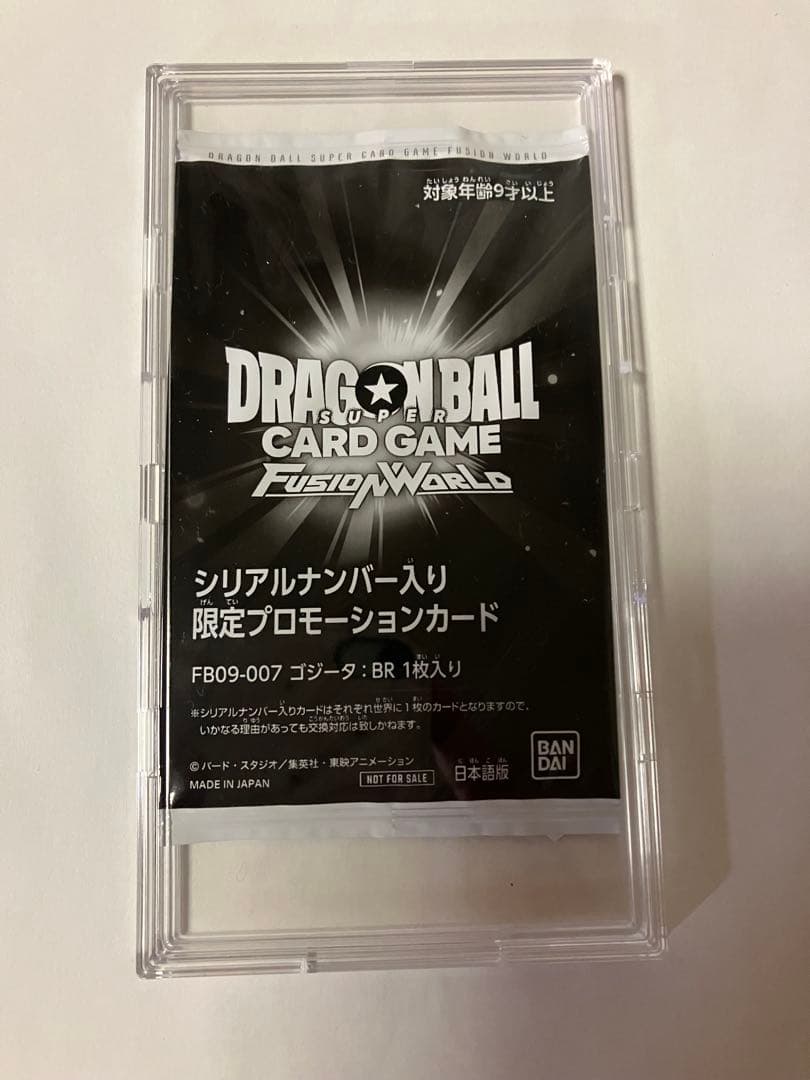 DRAGON BALL SUPER CARD GAME FUSION WORLD
対象年齢9才以上
DRAGON BALL
SUPER
CARD GAME
FUSION WORLD
シリアルナンバー入り
限定プロモーションカード
FB09-007 ゴジータ:BR 1枚入り
※シリアルナンバー入りカードはそれぞれ世界に1枚のカードとなりますので、
いかなる理由があっても交換対応は致しかねます。
©バード・スタジオ/集英社・東映アニメーション
MADE IN JAPAN
NOT FOR SALE
日本語版
BAN
DAI